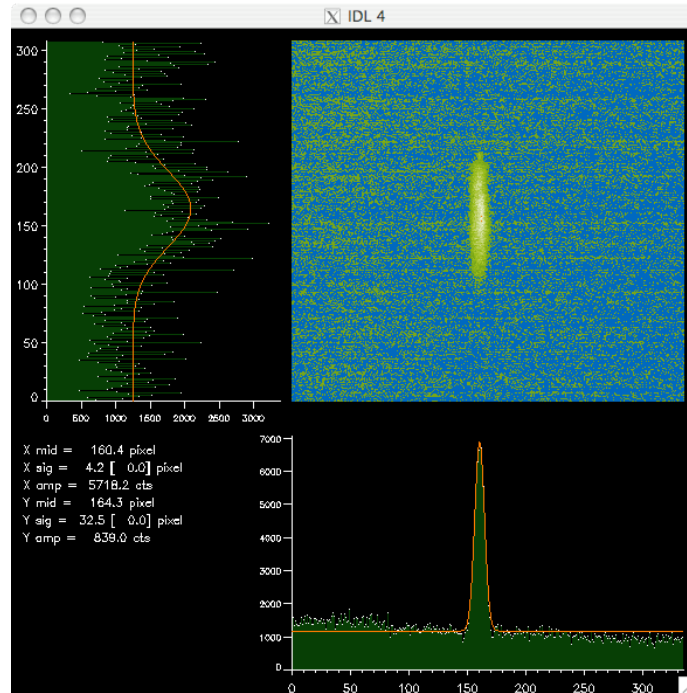 IDL 4
300
250
200
150
100
50
0
0 500 1000 1500 2000 2500 3000
X mid = 160.4 pixel
X sig = 4.2 [ 0.0] pixel
X amp = 5718.2 cts
Y mid = 164.3 pixel
Y sig = 32.5 [ 0.0] pixel
Y amp = 839.0 cts
7000
6000
5000
4000
3000
2000
1000
0
0 50 100 150 200 250 300